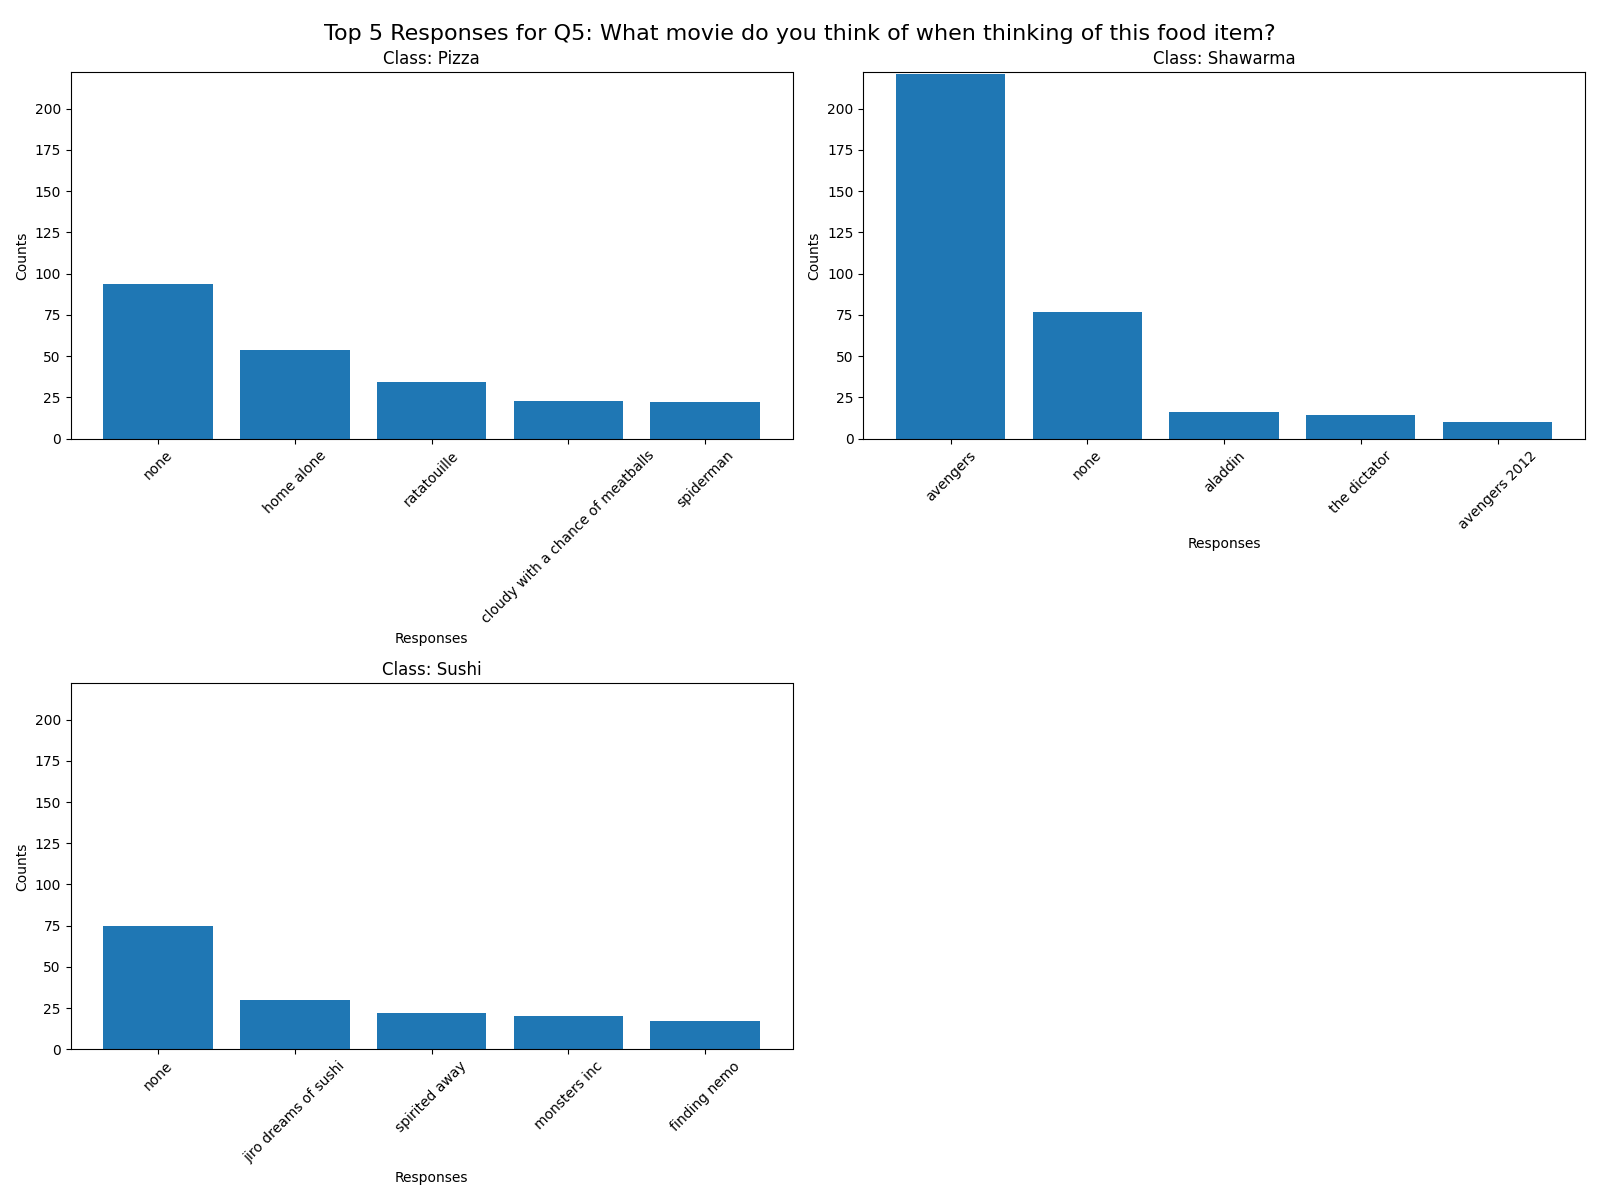 Top 5 Responses for Q5: What movie do you think of when thinking of this food item?
Class: Pizza
Counts
200
175
150
125
100
75
50
25
0
none
home alone
ratatouille
cloudy with a chance of meatballs
spiderman
Responses
Class: Shawarma
Counts
200
175
150
125
100
75
50
25
0
avengers
none
aladdin
the dictator
avengers 2012
Responses
Class: Sushi
Counts
200
175
150
125
100
75
50
25
0
none
jiro dreams of sushi
spirited away
monsters inc
finding nemo
Responses